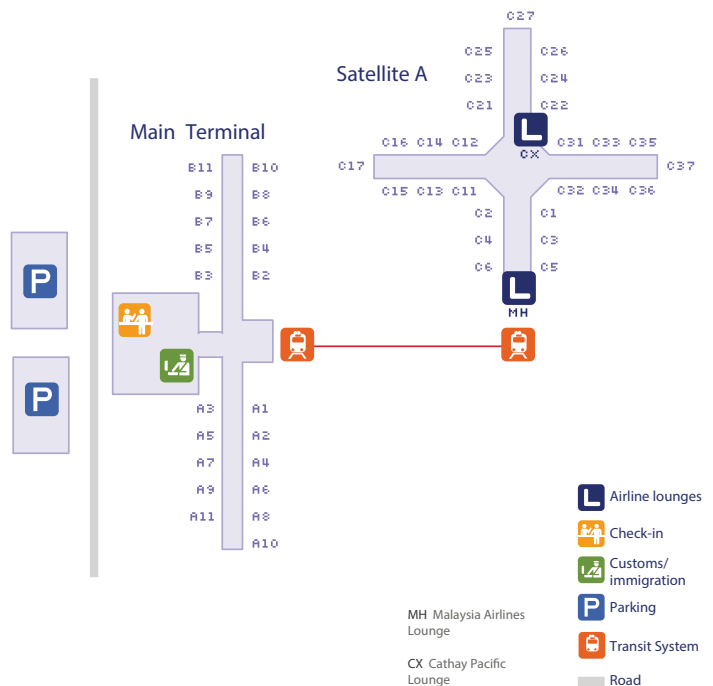 C27
C25 C26
Satellite A
C23 C24
C21 C22
Main Terminal
C16 C14 C12 CX C31 C33 C35
C17 C37
C15 C13 C11 C32 C34 C36
B11 B10
B9 B8
B7 B6
B5 B4
B3 B2
C2 C1
C4 C3
C6 C5
L
L
MH
P
P
A3 A1
A5 A2
A7 A4
A9 A6
A11 A8
A10
L Airline lounges
Check-in
Customs/
immigration
P Parking
Transit System
Road
MH Malaysia Airlines
Lounge
CX Cathay Pacific
Lounge